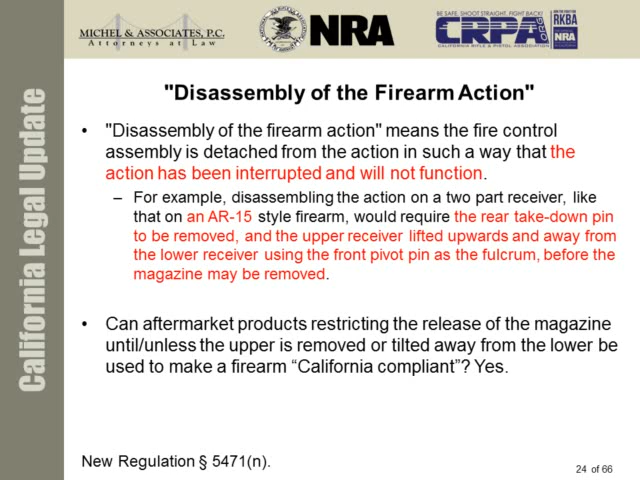 MICHEL & ASSOCIATES, P.C.
Attorneys at Law
NRA
BE SAFE, SHOOT STRAIGHT, FIGHT BACK!
CRPA.ORG
CALIFORNIA RIFLE & PISTOL ASSOCIATION
RKBA
NRA
California Legal Update
"Disassembly of the Firearm Action"
• "Disassembly of the firearm action" means the fire control
assembly is detached from the action in such a way that the
action has been interrupted and will not function.
– For example, disassembling the action on a two part receiver, like
that on an AR-15 style firearm, would require the rear take-down pin
to be removed, and the upper receiver lifted upwards and away from
the lower receiver using the front pivot pin as the fulcrum, before the
magazine may be removed.
• Can aftermarket products restricting the release of the magazine
until/unless the upper is removed or tilted away from the lower be
used to make a firearm “California compliant”? Yes.
New Regulation § 5471(n).
24 of 66